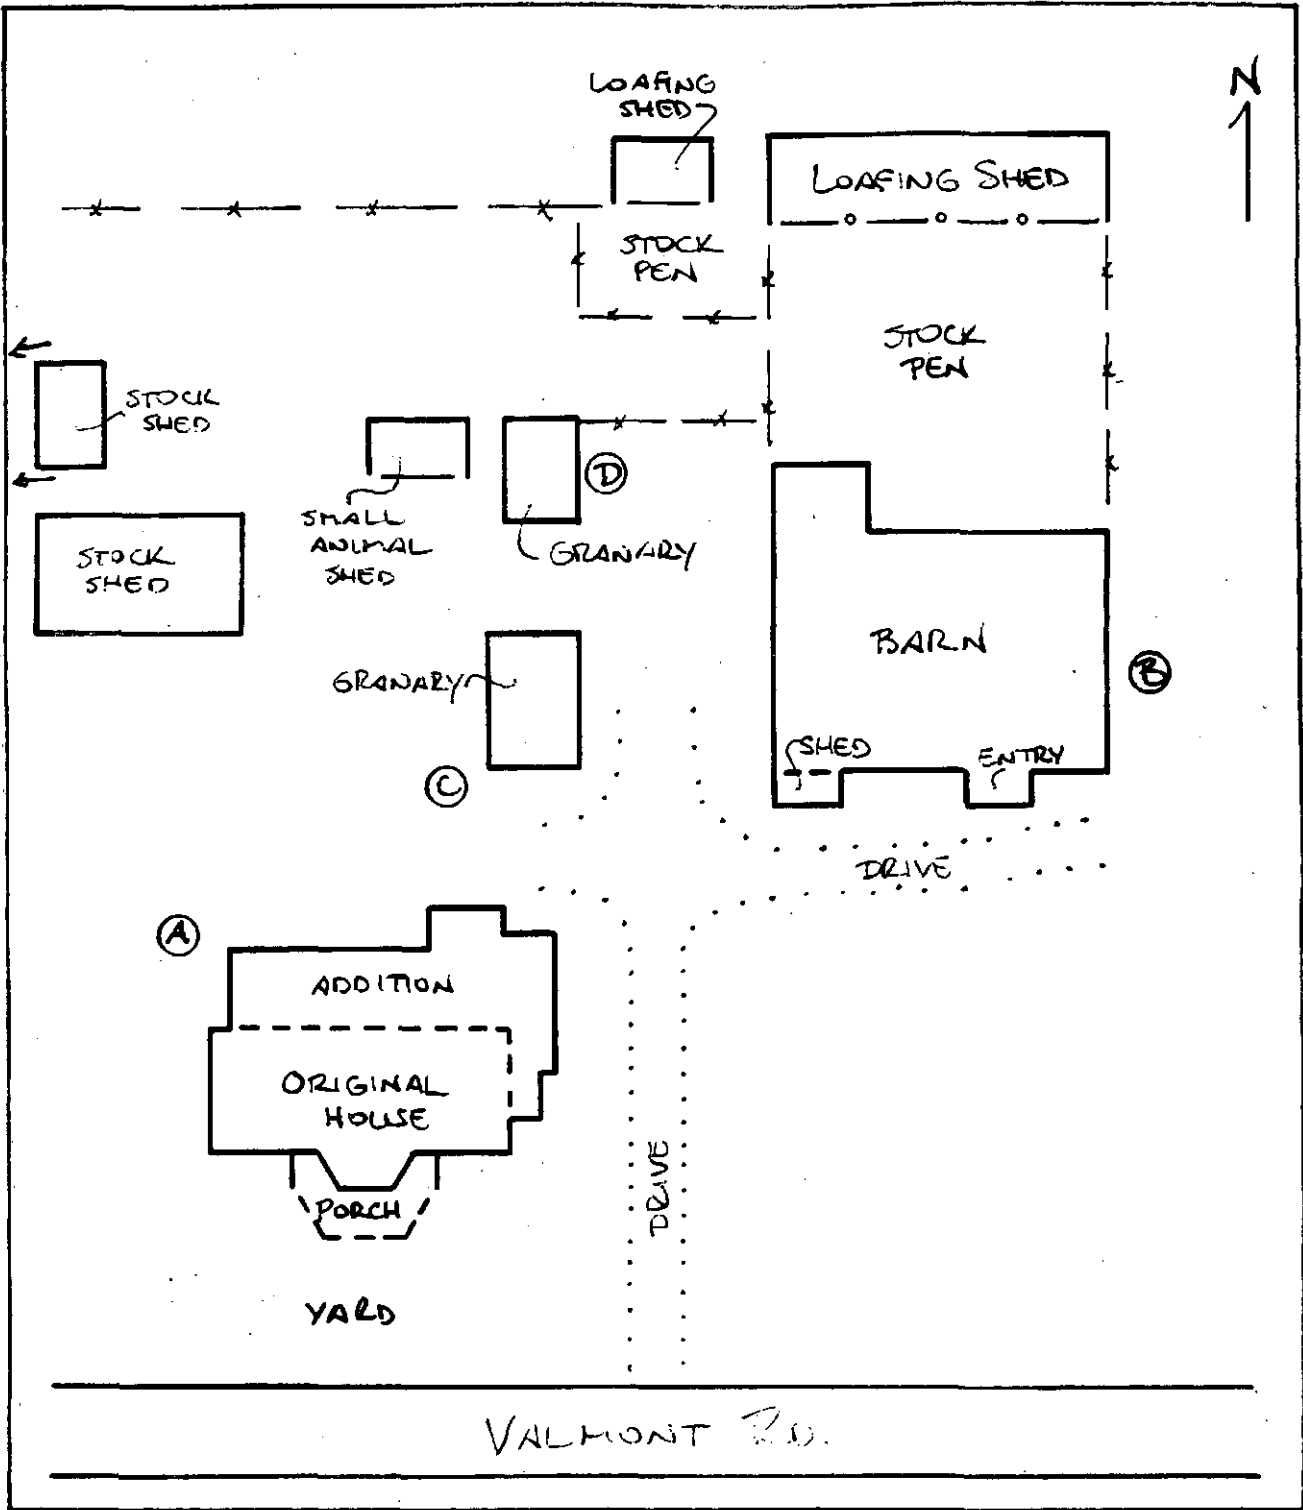 LOAFING
SHED
N
LOAFING SHED
STOCK
PEN
STOCK
PEN
STOCK
SHED
D
SMALL
ANIMAL
SHED
GRANARY
STOCK
SHED
BARN
B
GRANARY
SHED
ENTRY
C
DRIVE
A
ADDITION
ORIGINAL
HOUSE
DRIVE
PORCH
YARD
VALMONT RD.